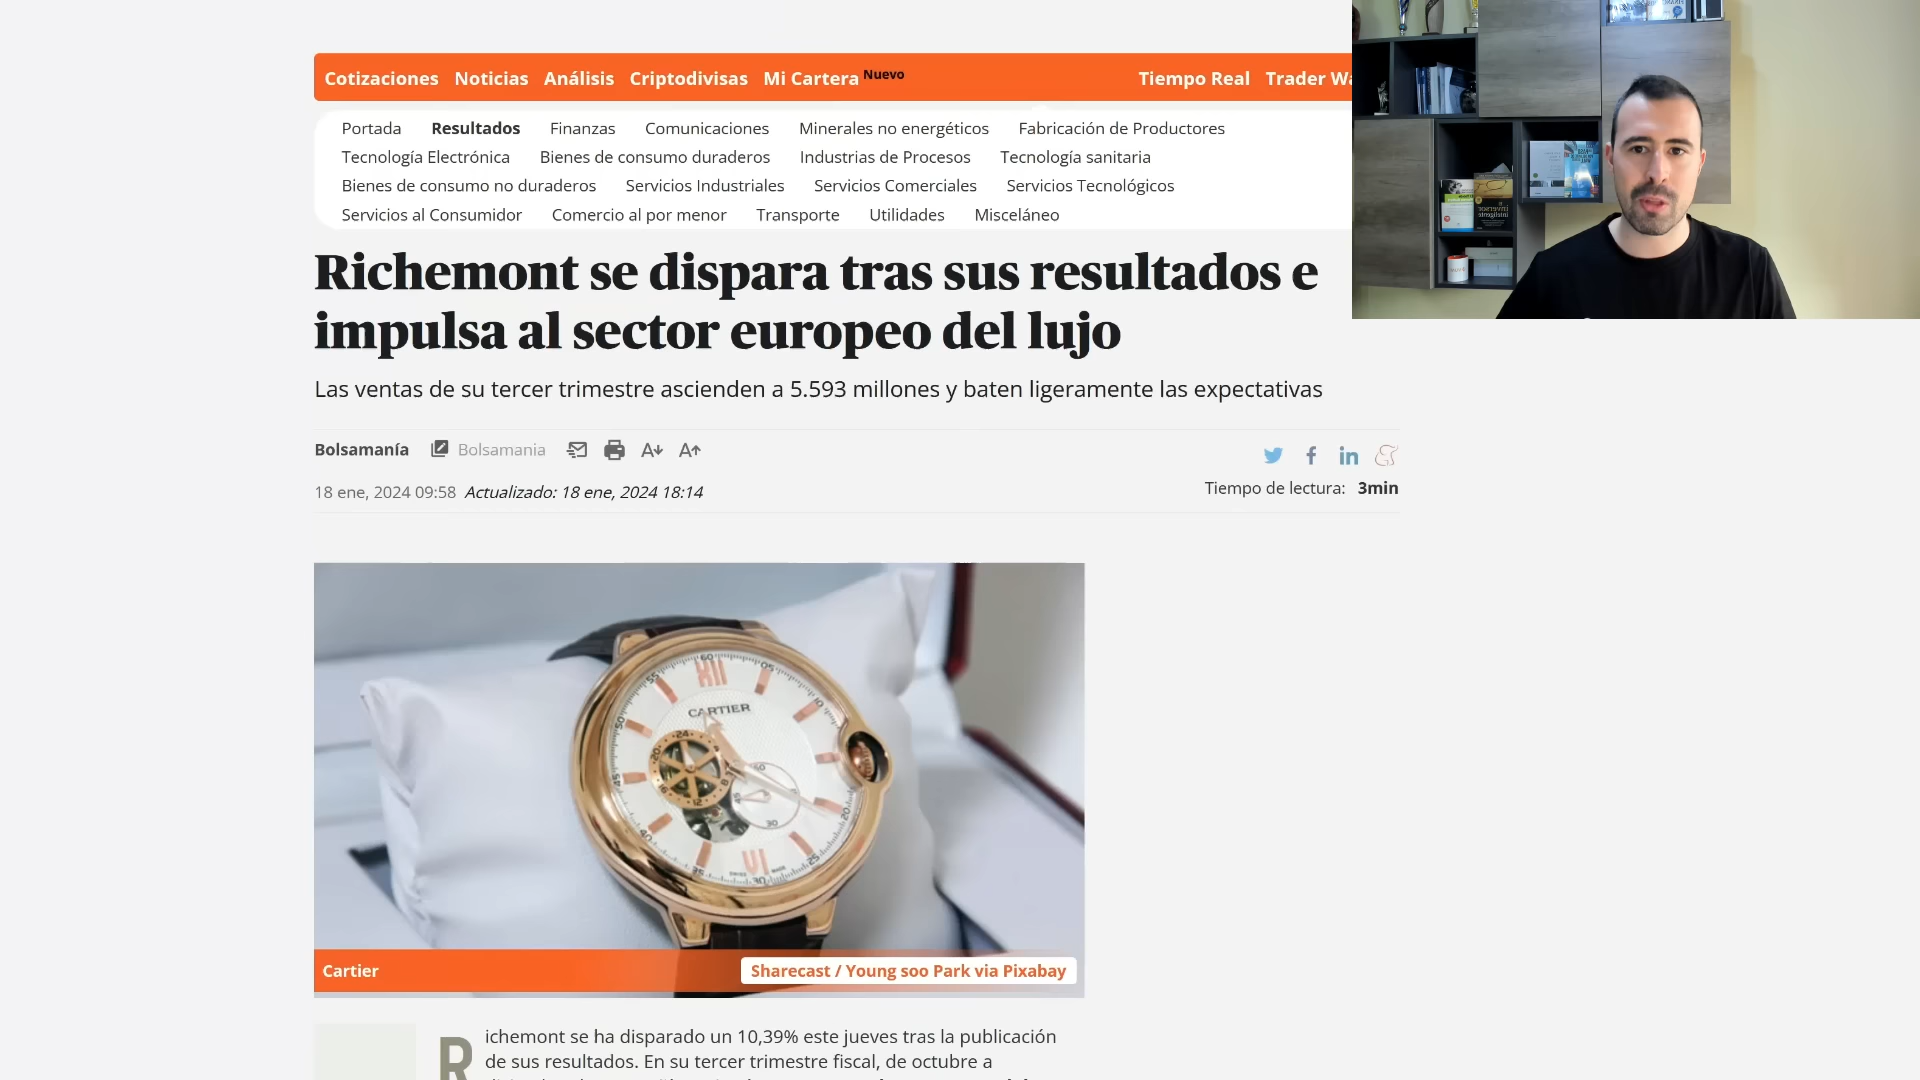 Cotizaciones Noticias Análisis Criptodivisas Mi Cartera Nuevo Tiempo Real Trader
Portada Resultados Finanzas Comunicaciones Minerales no energéticos Fabricación de Productores
Tecnología Electrónica Bienes de consumo duraderos Industrias de Procesos Tecnología sanitaria
Bienes de consumo no duraderos Servicios Industriales Servicios Comerciales Servicios Tecnológicos
Servicios al Consumidor Comercio al por menor Transporte Utilidades Misceláneo
Richemont se dispara tras sus resultados e
impulsa al sector europeo del lujo
Las ventas de su tercer trimestre ascienden a 5.593 millones y baten ligeramente las expectativas
Bolsamanía Bolsamania
18 ene, 2024 09:58 Actualizado: 18 ene, 2024 18:14
Tiempo de lectura: 3min
XII
CARTIER
VI
Cartier
Sharecast / Young soo Park via Pixabay
Richemont se ha disparado un 10,39% este jueves tras la publicación
de sus resultados. En su tercer trimestre fiscal, de octubre a